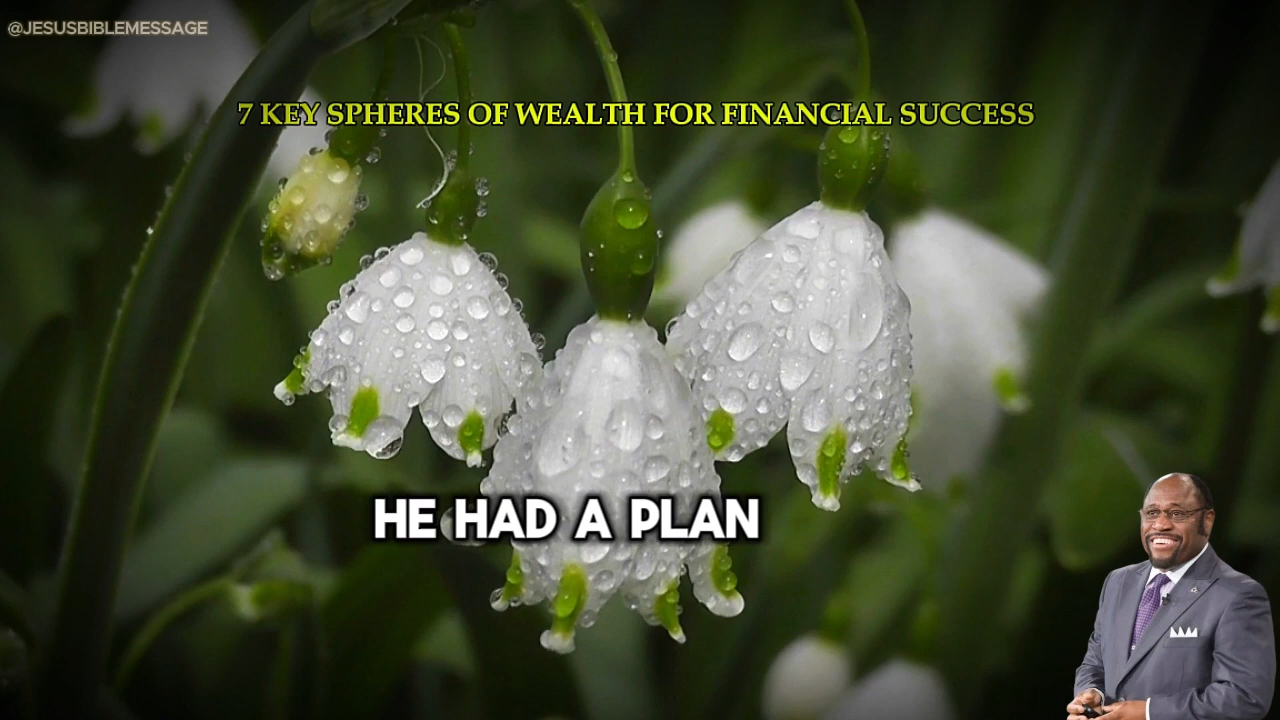 @JESUSBIBLEMESSAGE
7 KEY SPHERES OF WEALTH FOR FINANCIAL SUCCESS
HE HAD A PLAN